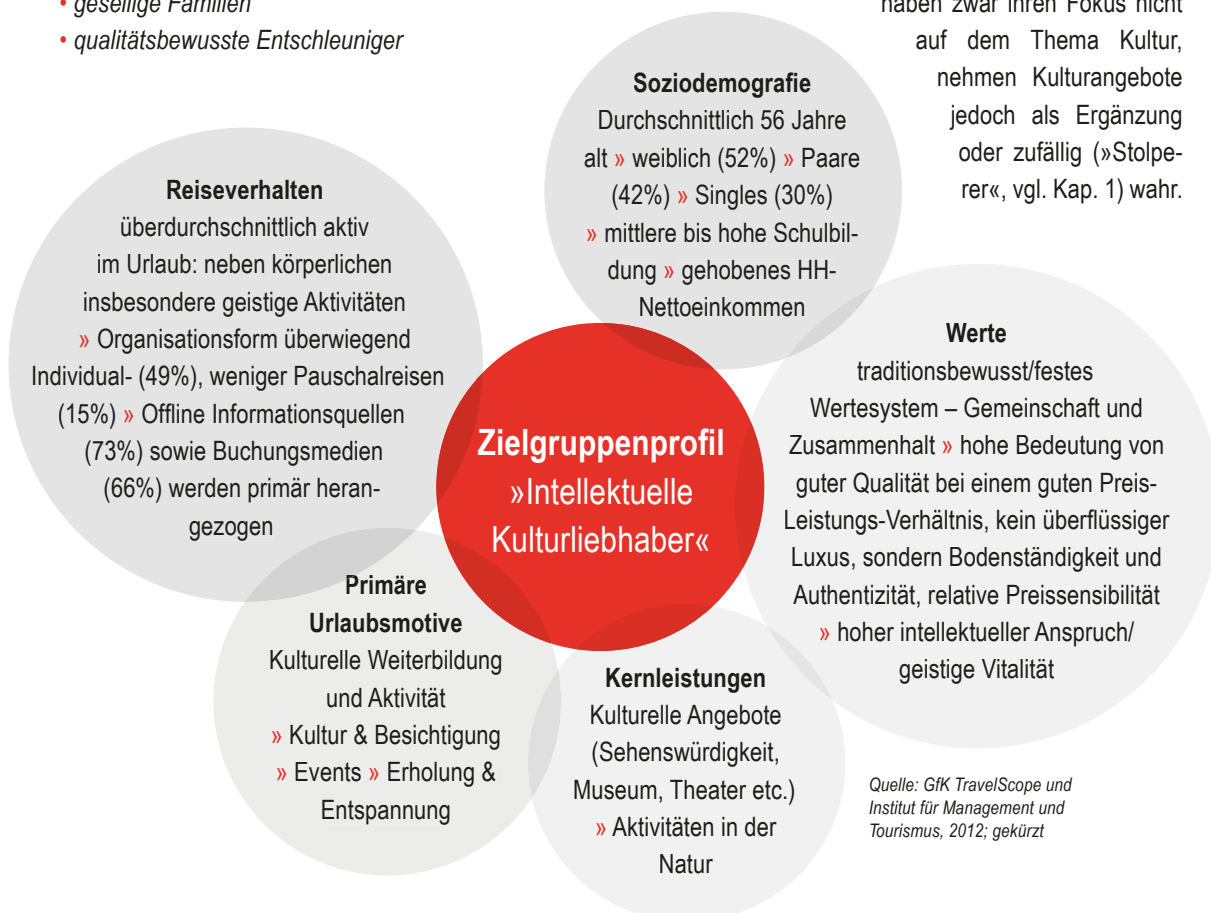 • gesellige Familien
• qualitätsbewusste Entschleuniger
haben zwar ihren Fokus nicht
auf dem Thema Kultur,
nehmen Kulturangebote
jedoch als Ergänzung
oder zufällig (»Stolpe-
rer«, vgl. Kap. 1) wahr.
Soziodemografie
Durchschnittlich 56 Jahre
alt » weiblich (52%) » Paare
(42%) » Singles (30%)
» mittlere bis hohe Schulbil-
dung » gehobenes HH-
Nettoeinkommen
Reiseverhalten
überdurchschnittlich aktiv
im Urlaub: neben körperlichen
insbesondere geistige Aktivitäten
» Organisationsform überwiegend
Individual- (49%), weniger Pauschalreisen
(15%) » Offline Informationsquellen
(73%) sowie Buchungsmedien
(66%) werden primär heran-
gezogen
Werte
traditionsbewusst/festes
Wertesystem – Gemeinschaft und
Zusammenhalt » hohe Bedeutung von
guter Qualität bei einem guten Preis-
Leistungs-Verhältnis, kein überflüssiger
Luxus, sondern Bodenständigkeit und
Authentizität, relative Preissensibilität
» hoher intellektueller Anspruch/
geistige Vitalität
Zielgruppenprofil
»Intellektuelle
Kulturliebhaber«
Primäre
Urlaubsmotive
Kulturelle Weiterbildung
und Aktivität
» Kultur & Besichtigung
» Events » Erholung &
Entspannung
Kernleistungen
Kulturelle Angebote
(Sehenswürdigkeit,
Museum, Theater etc.)
» Aktivitäten in der
Natur
Quelle: GfK TravelScope und
Institut für Management und
Tourismus, 2012; gekürzt